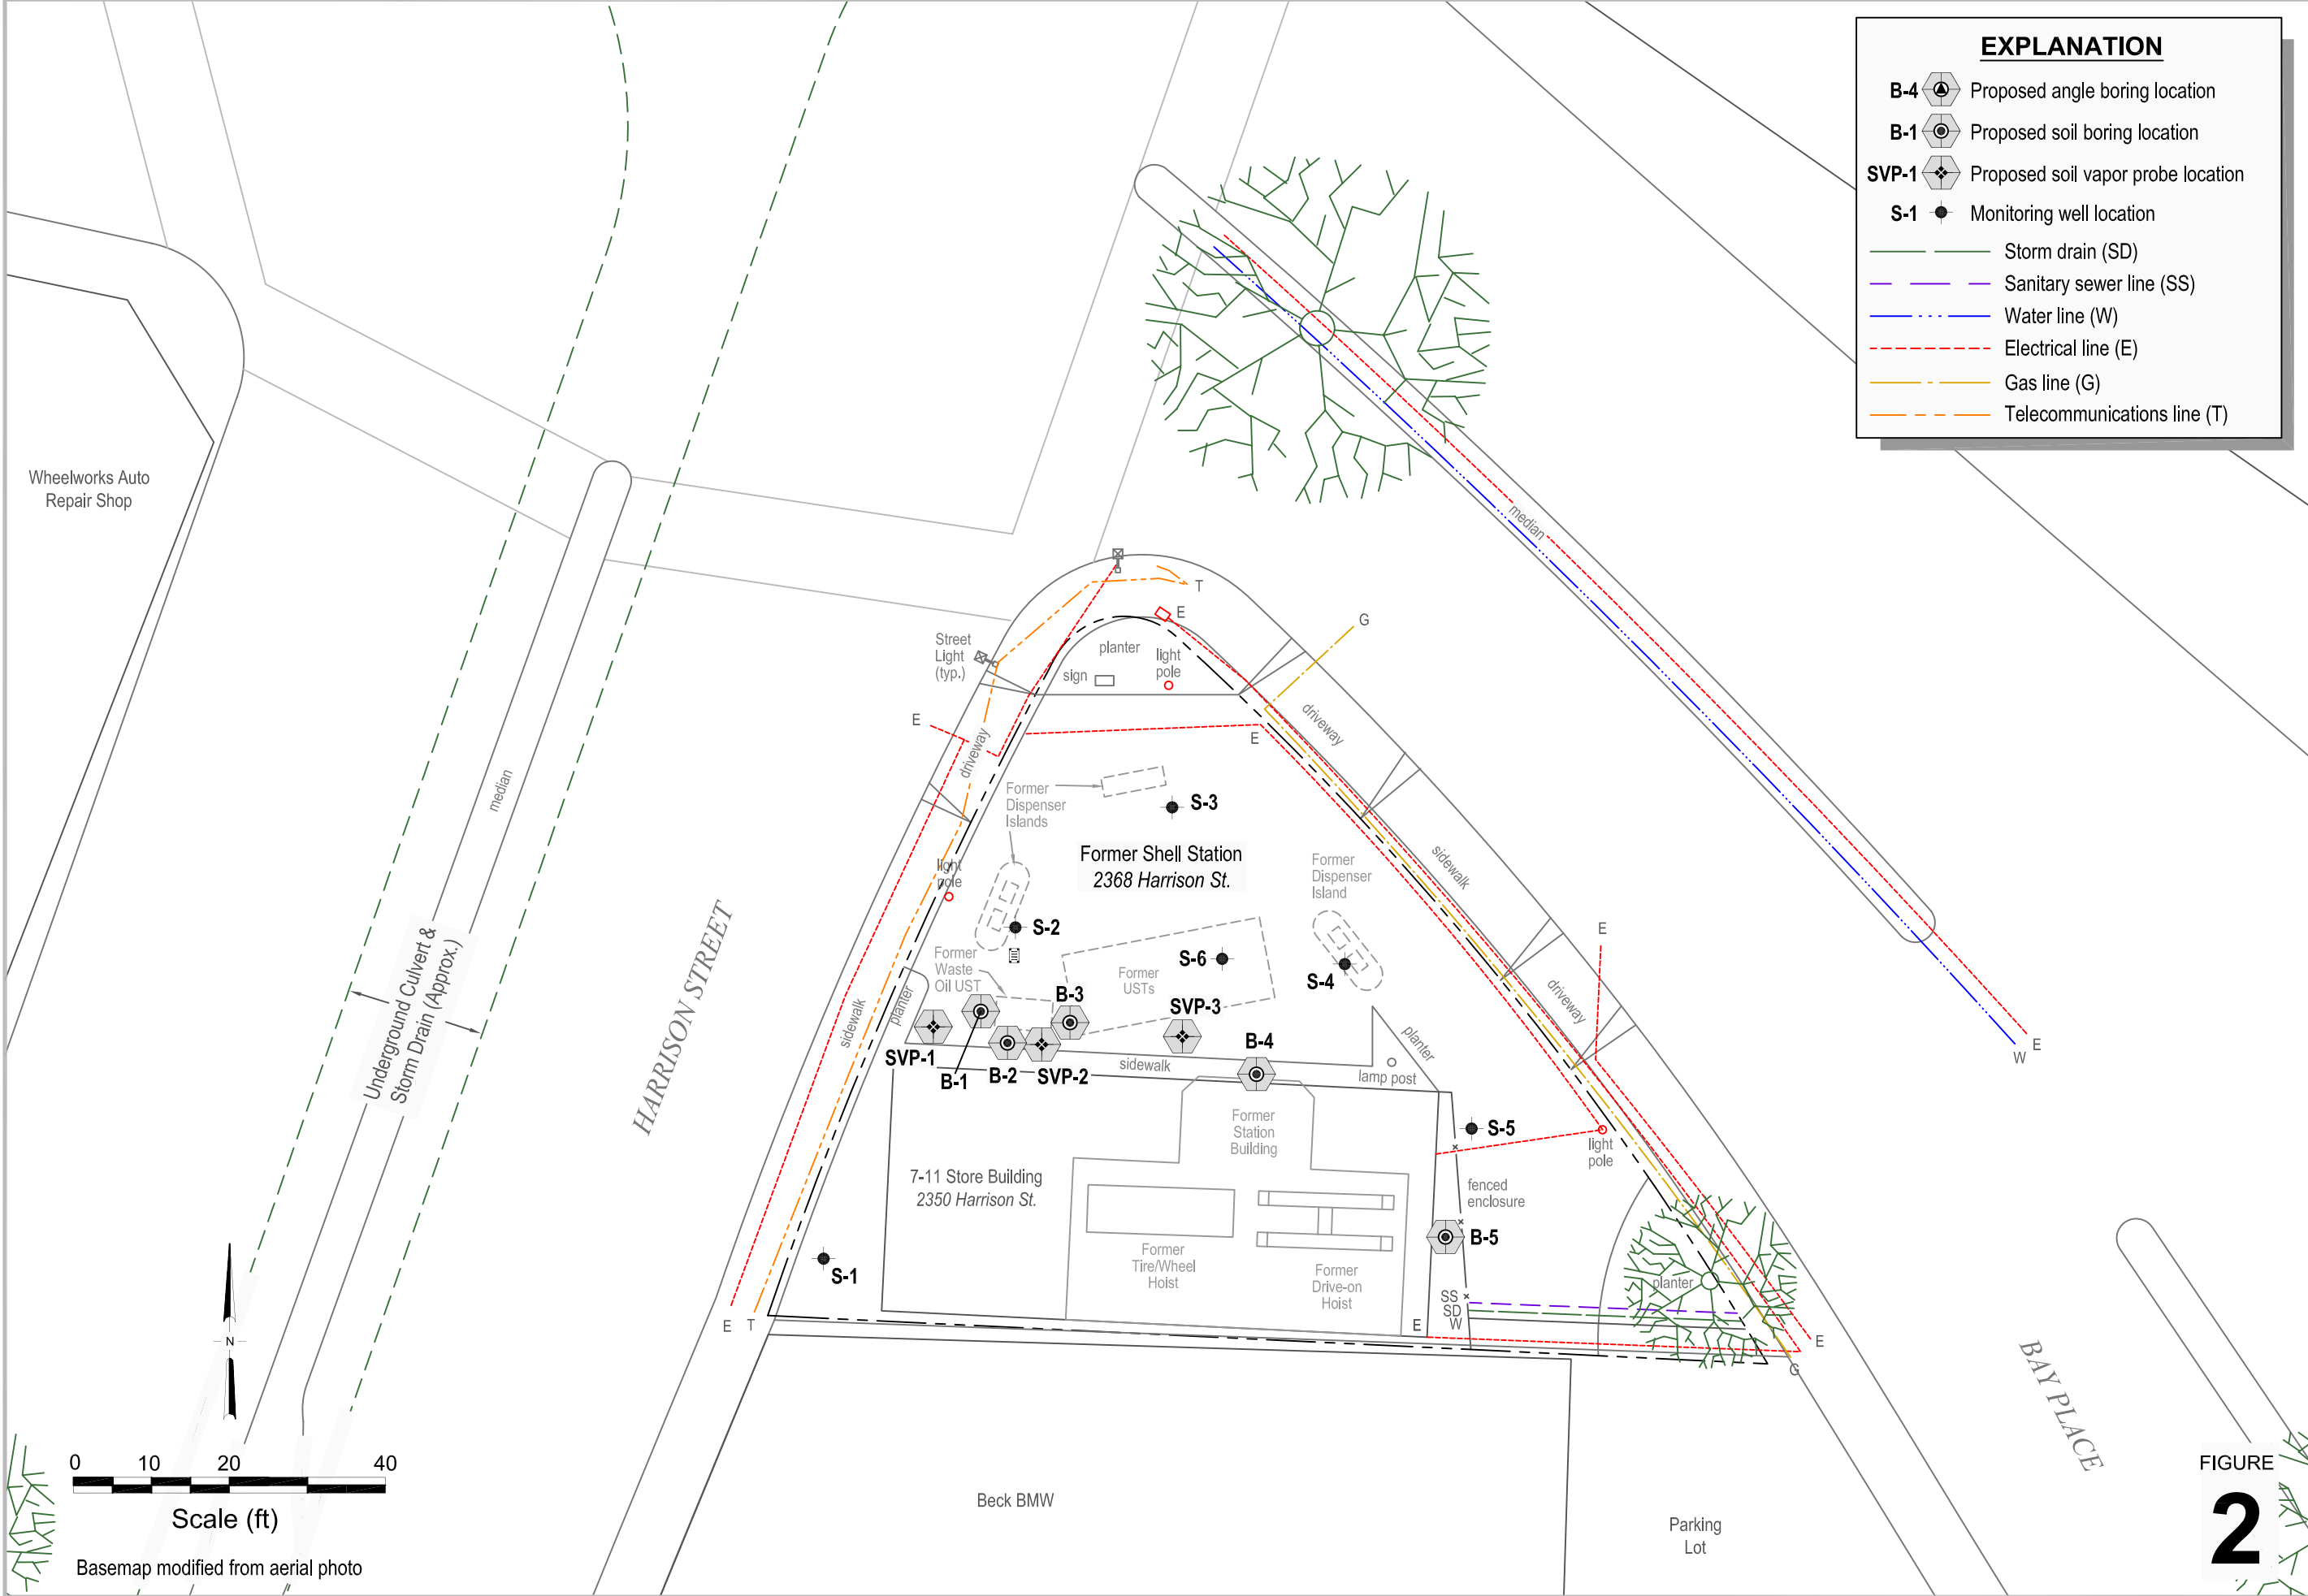 EXPLANATION
B-4 Proposed angle boring location
B-1 Proposed soil boring location
SVP-1 Proposed soil vapor probe location
S-1 Monitoring well location
Storm drain (SD)
Sanitary sewer line (SS)
Water line (W)
Electrical line (E)
Gas line (G)
Telecommunications line (T)
Wheelworks Auto
Repair Shop
median
median
T
E
G
Street
Light
(typ.)
planter
light
pole
sign
E
E
driveway
driveway
Former
Dispenser
Islands
S-3
Former Shell Station
2368 Harrison St.
Former
Dispenser
Island
sidewalk
light
pole
HARRISON STREET
Underground Culvert &
Storm Drain (Approx.)
S-2
Former
Waste
Oil UST
S-6
Former
USTs
S-4
E
driveway
planter
sidewalk
B-3
SVP-3
SVP-1
B-1
B-2
SVP-2
sidewalk
B-4
planter
lamp post
W
E
S-5
light
pole
Former
Station
Building
7-11 Store Building
2350 Harrison St.
fenced
enclosure
B-5
Former
Tire/Wheel
Hoist
Former
Drive-on
Hoist
S-1
planter
SS
SD
W
E
E
T
E
G
BAY PLACE
N
0 10 20 40
Scale (ft)
Basemap modified from aerial photo
Beck BMW
Parking
Lot
FIGURE
2